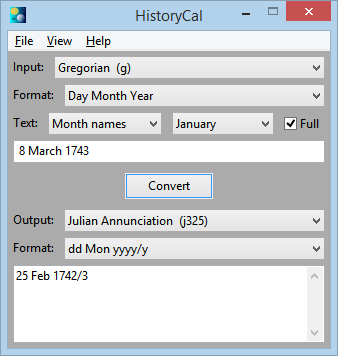 HistoryCal
File View Help
Input: Gregorian (g)
Format: Day Month Year
Text: Month names January Full
8 March 1743
Convert
Output: Julian Annunciation (j325)
Format: dd Mon yyyy/y
25 Feb 1742/3